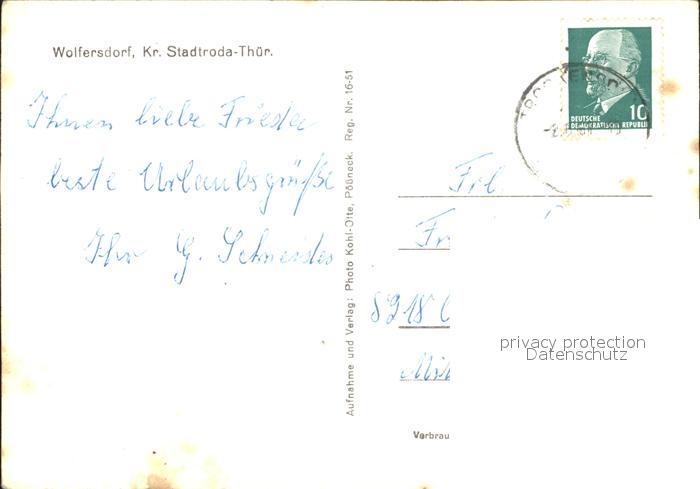 Wolfersdorf, Kr. Stadtroda-Thür.
Ihnen liebe Frieda
beste Urlaubsgrüße
Ihr G. Schneider
Aufnahme und Verlag: Photo Kohl-Otte, Pößneck. Reg. Nr. 16-51
10
DEUTSCHE
DEMOKRATISCHE REPUBLIK
Frl.
Fr
8918
Verbrau
privacy protection
Datenschutz